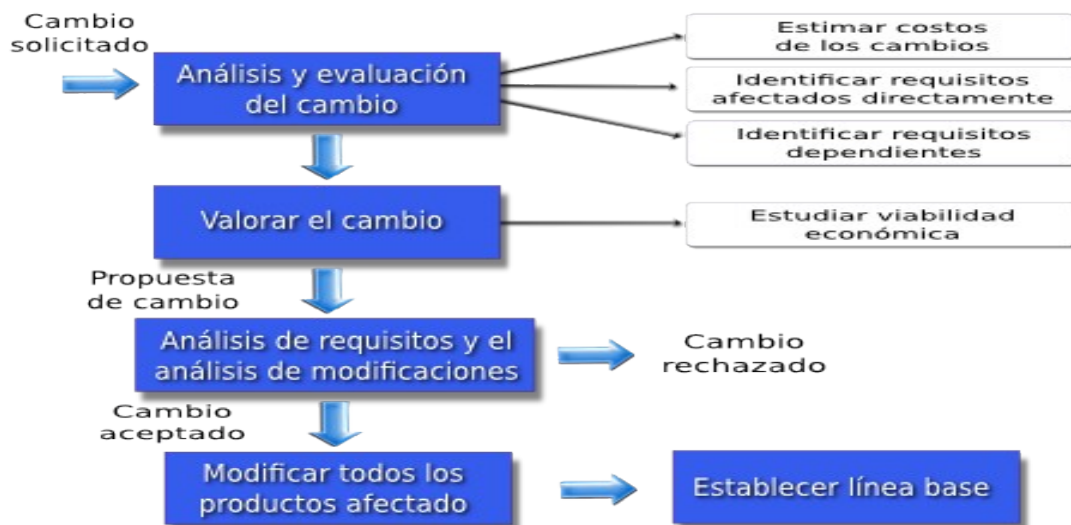 Cambio
solicitado
Análisis y evaluación
del cambio
Estimar costos
de los cambios
Identificar requisitos
afectados directamente
Identificar requisitos
dependientes
Valorar el cambio
Estudiar viabilidad
económica
Propuesta
de cambio
Análisis de requisitos y el
análisis de modificaciones
Cambio
rechazado
Cambio
aceptado
Modificar todos los
productos afectado
Establecer línea base